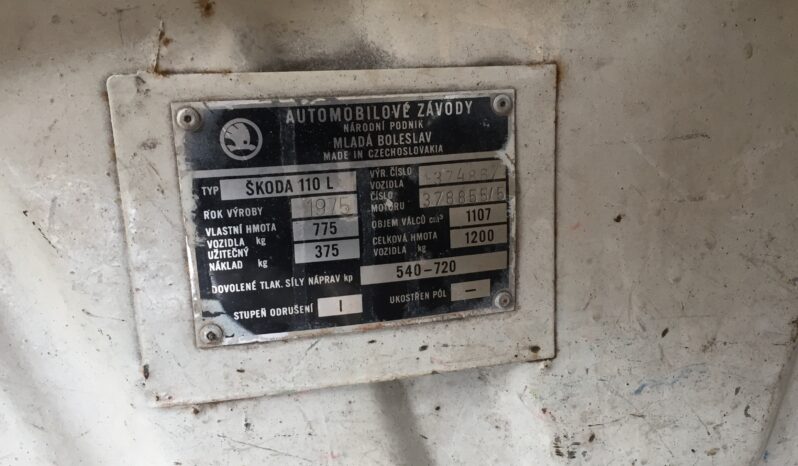 AUTOMOBILOVÉ ZÁVODY
NÁRODNÍ PODNIK
MLADÁ BOLESLAV
MADE IN CZECHOSLOVAKIA
TYP ŠKODA 110 L
ROK VÝROBY 1975
VLASTNÍ HMOTA VOZIDLA kg 775
UŽITEČNÝ NÁKLAD kg 375
VÝR. ČÍSLO VOZIDLA
ČÍSLO MOTORU 378855/5
OBJEM VÁLCŮ cm³ 1107
CELKOVÁ HMOTA VOZIDLA kg 1200
DOVOLENÉ TLAK. SÍLY NÁPRAV kp 540-720
STUPEŇ ODRUŠENÍ I
UKOSTŘEN PÓL –